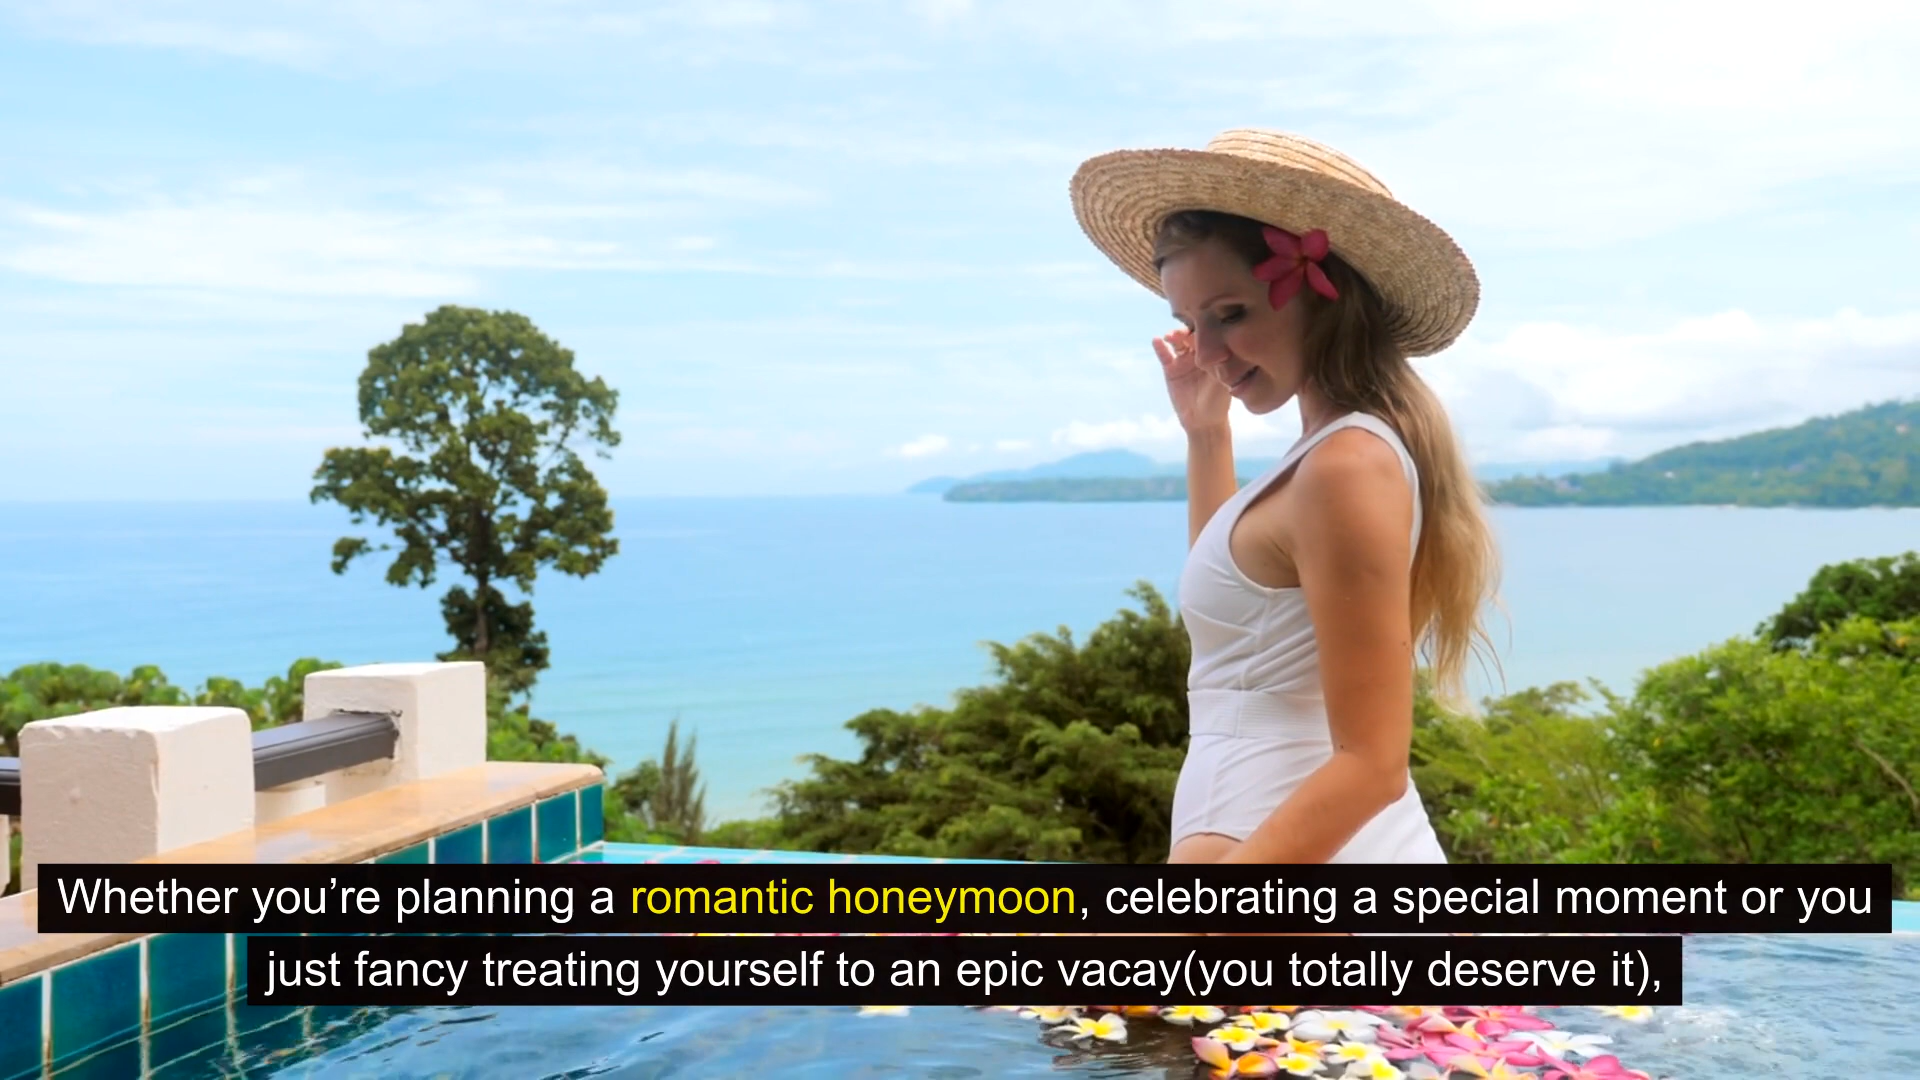 Whether you’re planning a romantic honeymoon, celebrating a special moment or you
just fancy treating yourself to an epic vacay(you totally deserve it),